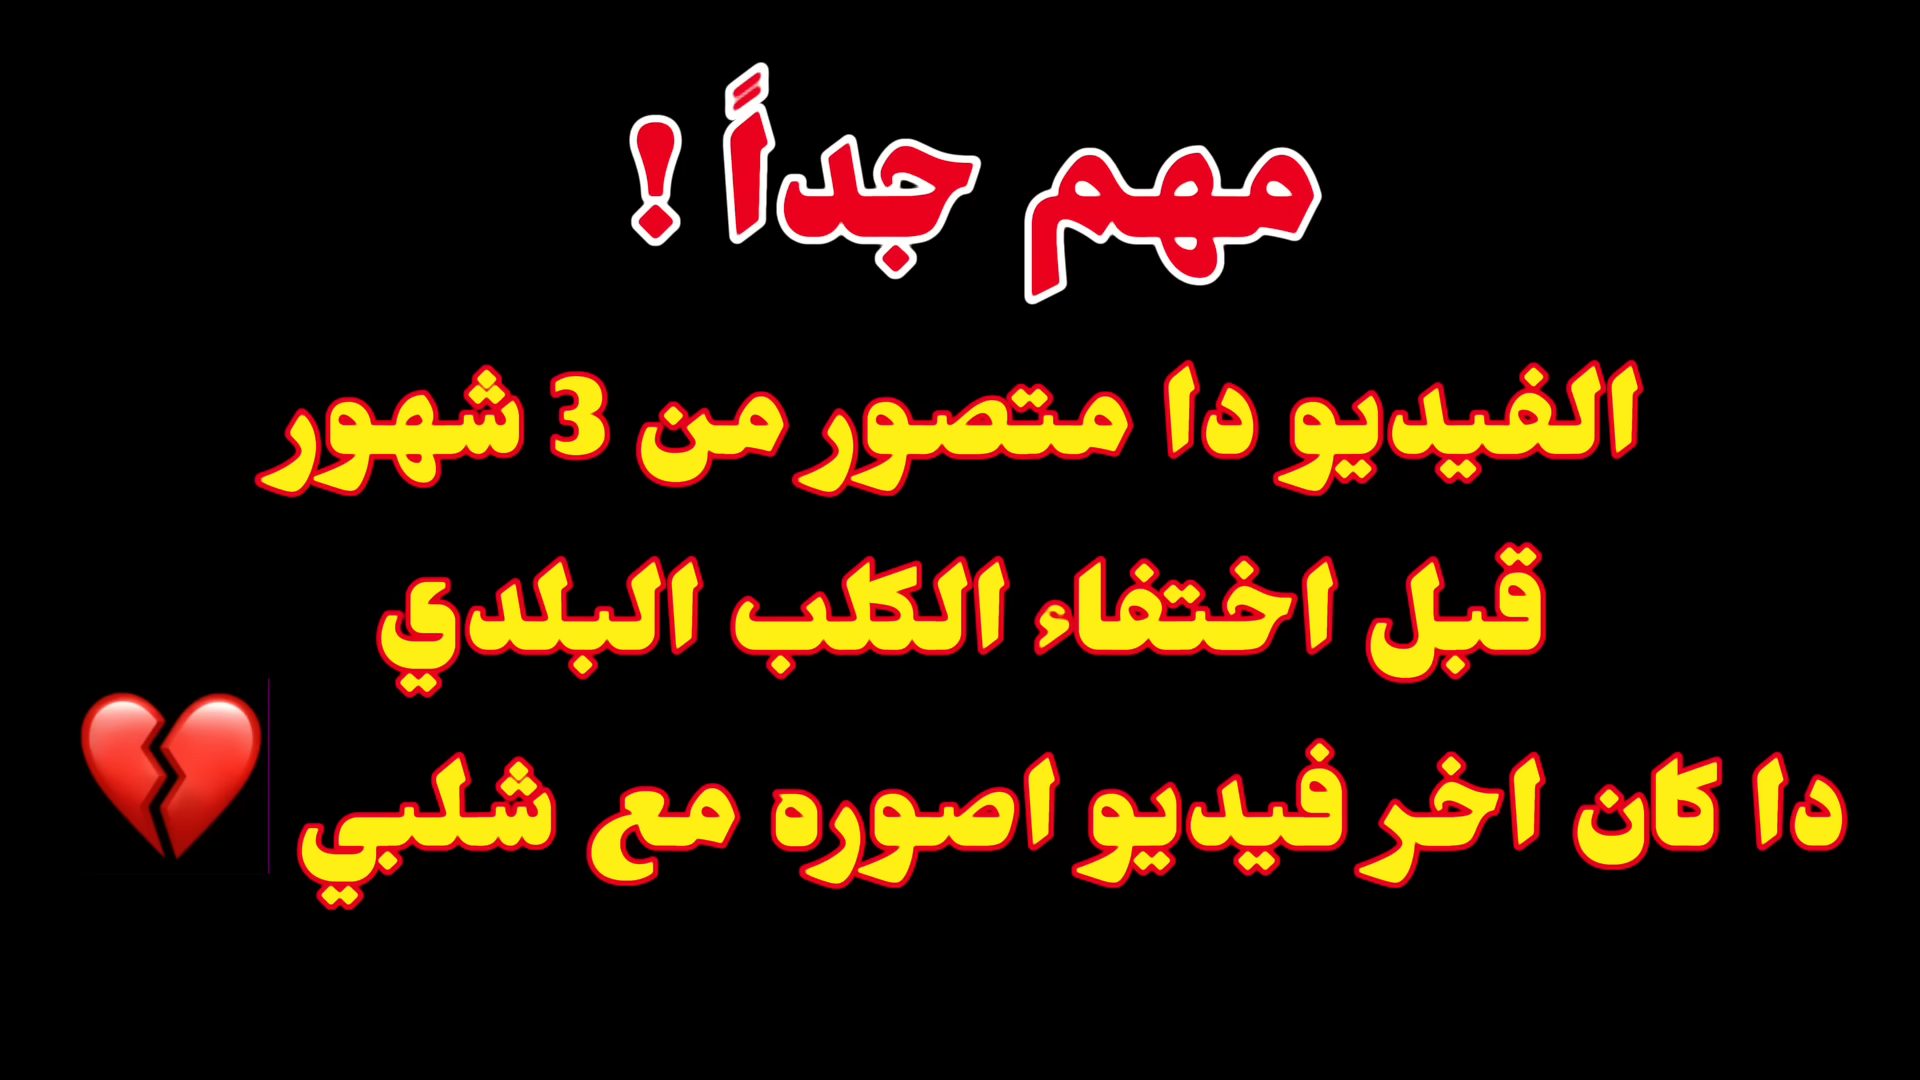 مهم جداً !
الفيديو دا متصور من 3 شهور
قبل اختفاء الكلب البلدي
دا كان اخر فيديو اصوره مع شلبي 💔